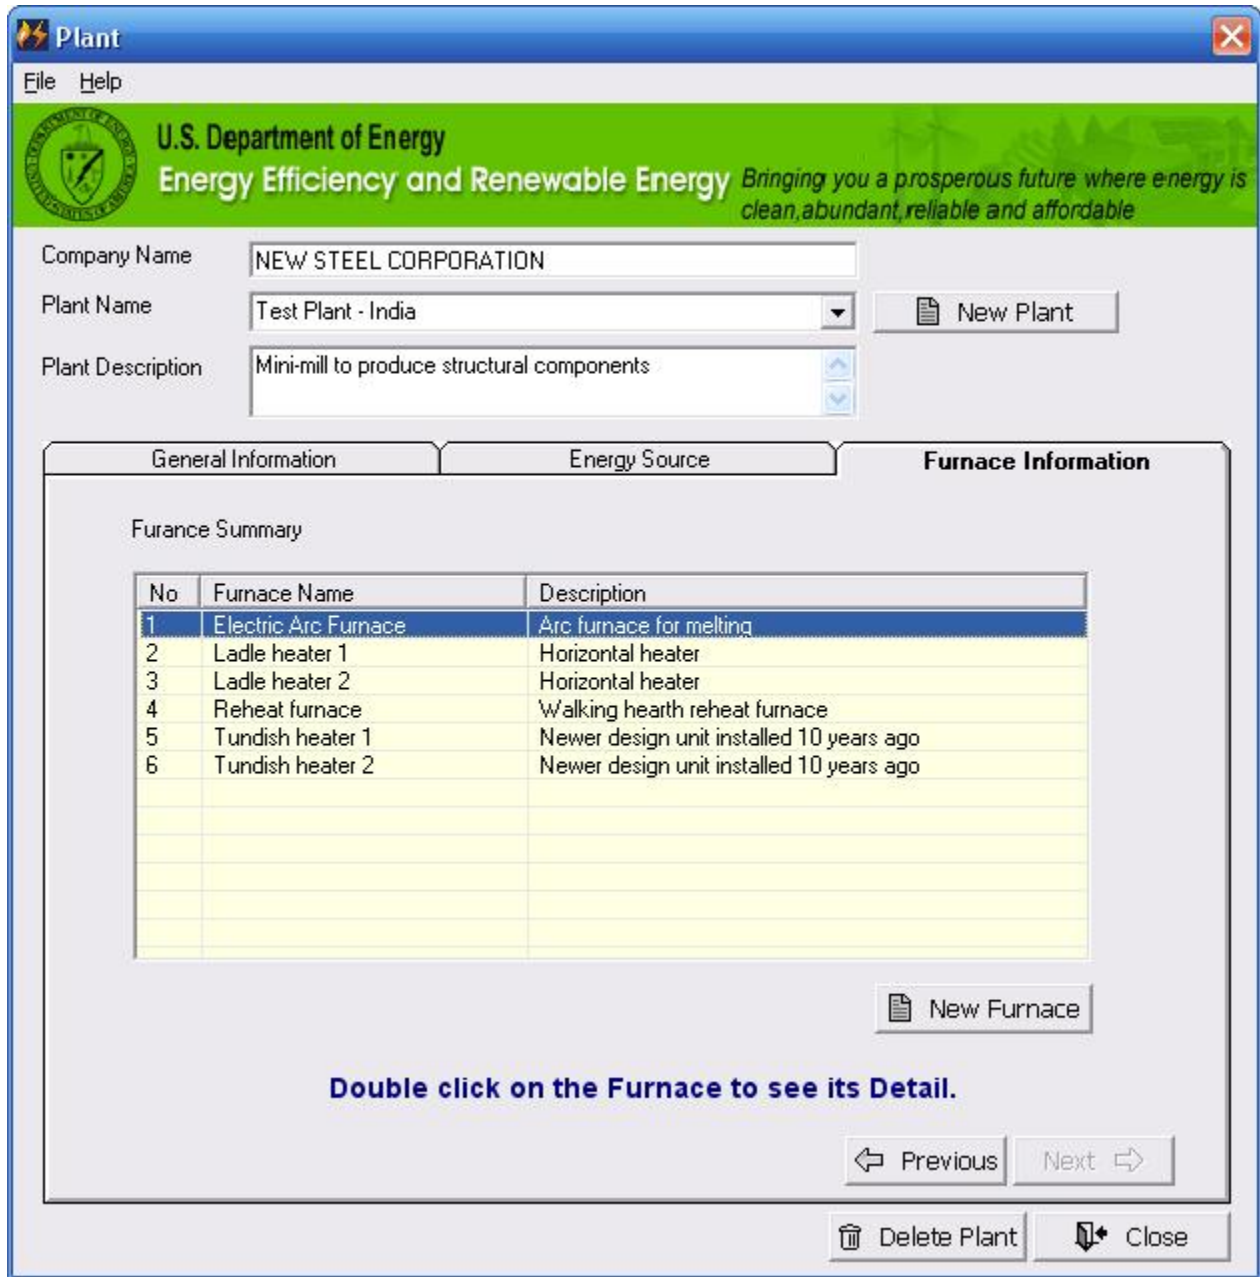 Plant
File Help
U.S. Department of Energy
Energy Efficiency and Renewable Energy
Bringing you a prosperous future where energy is
clean,abundant,reliable and affordable
Company Name NEW STEEL CORPORATION
Plant Name Test Plant - India New Plant
Plant Description Mini-mill to produce structural components
General Information Energy Source Furnace Information
Furance Summary
No Furnace Name Description
1 Electric Arc Furnace Arc furnace for melting
2 Ladle heater 1 Horizontal heater
3 Ladle heater 2 Horizontal heater
4 Reheat furnace Walking hearth reheat furnace
5 Tundish heater 1 Newer design unit installed 10 years ago
6 Tundish heater 2 Newer design unit installed 10 years ago
New Furnace
Double click on the Furnace to see its Detail.
Previous Next
Delete Plant Close